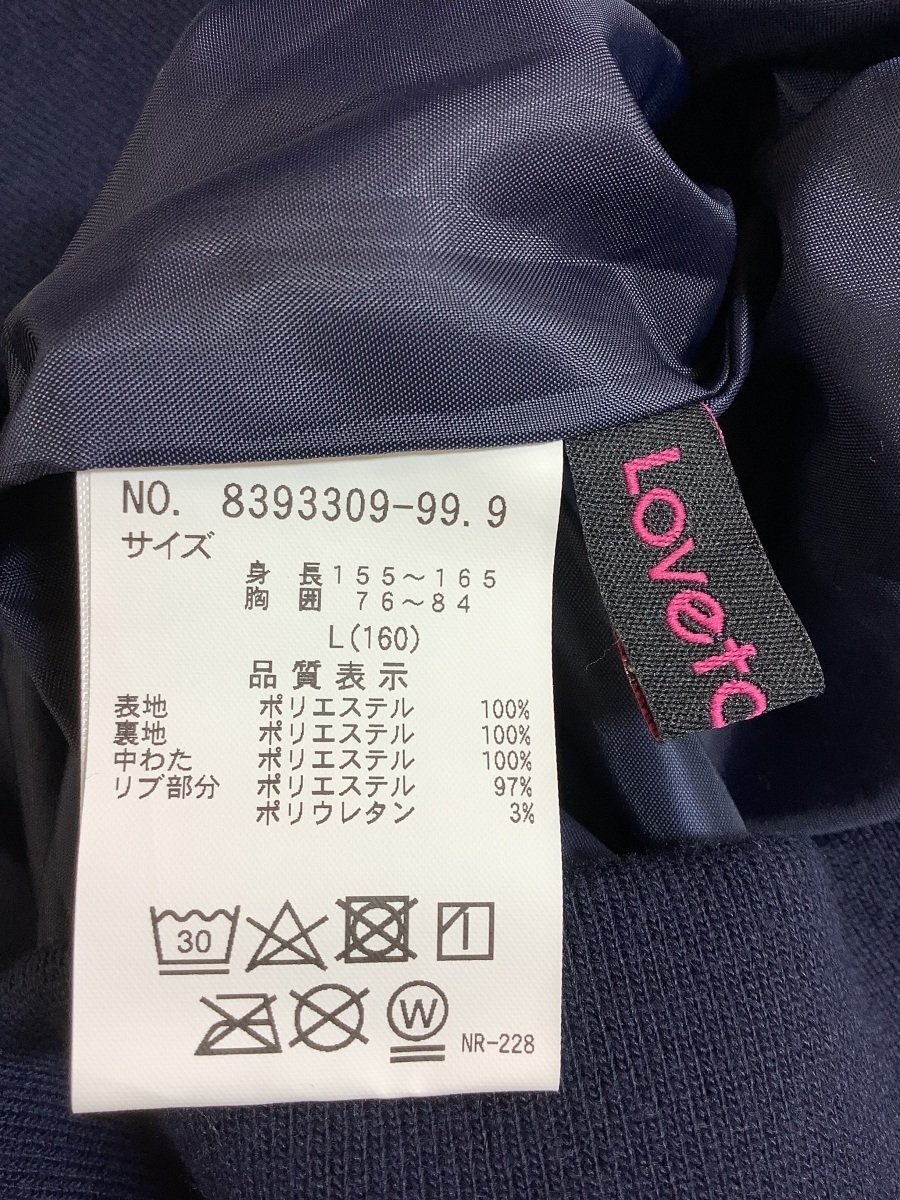 NO. 8393309-99.9
サイズ
身 長 155～165
胸 囲 76～84
L(160)
品質表示
表地 ポリエステル 100%
裏地 ポリエステル 100%
中わた ポリエステル 100%
リブ部分 ポリエステル 97%
ポリウレタン 3%
30
W
NR-228
Loveto